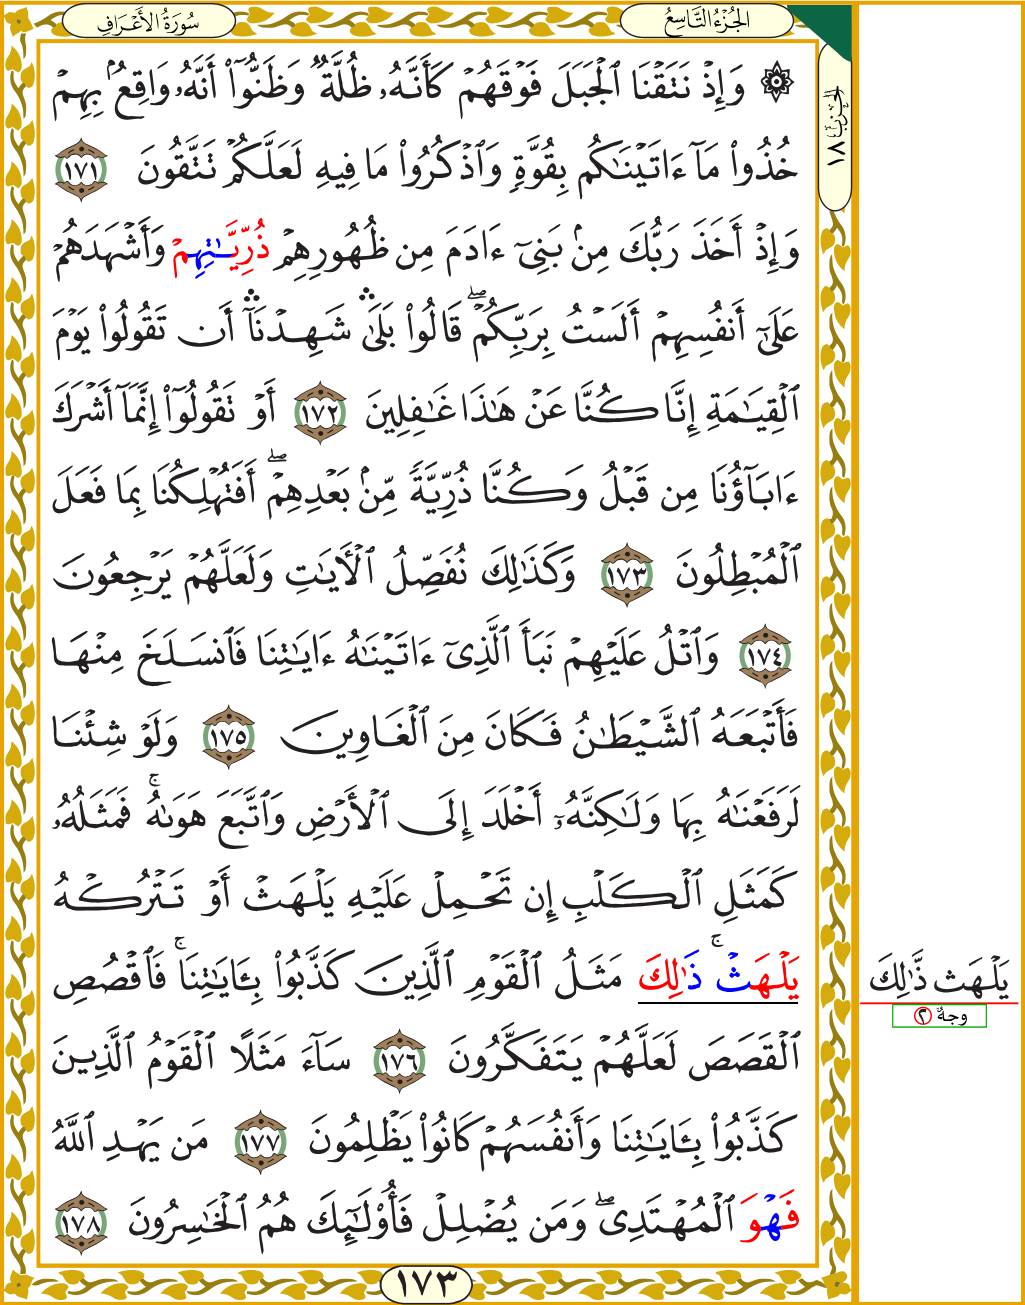 سُورَةُ الأَعْرَافِ
الجُزْءُ التَّاسِعُ
الحِزبُ ١٨
۞ وَإِذْ نَتَقْنَا ٱلْجَبَلَ فَوْقَهُمْ كَأَنَّهُۥ ظُلَّةٌۭ وَظَنُّوٓا۟ أَنَّهُۥ وَاقِعٌۢ بِهِمْ
خُذُوا۟ مَآ ءَاتَيْنَـٰكُم بِقُوَّةٍۢ وَٱذْكُرُوا۟ مَا فِيهِ لَعَلَّكُمْ تَتَّقُونَ ١٧١
وَإِذْ أَخَذَ رَبُّكَ مِنۢ بَنِىٓ ءَادَمَ مِن ظُهُورِهِمْ ذُرِّيَّـٰتِهِمْ وَأَشْهَدَهُمْ
عَلَىٰٓ أَنفُسِهِمْ أَلَسْتُ بِرَبِّكُمْ ۖ قَالُوا۟ بَلَىٰ ۛ شَهِدْنَآ ۛ أَن تَقُولُوا۟ يَوْمَ
ٱلْقِيَـٰمَةِ إِنَّا كُنَّا عَنْ هَـٰذَا غَـٰفِلِينَ ١٧٢ أَوْ تَقُولُوٓا۟ إِنَّمَآ أَشْرَكَ
ءَابَآؤُنَا مِن قَبْلُ وَكُنَّا ذُرِّيَّةًۭ مِّنۢ بَعْدِهِمْ ۖ أَفَتُهْلِكُنَا بِمَا فَعَلَ
ٱلْمُبْطِلُونَ ١٧٣ وَكَذَٰلِكَ نُفَصِّلُ ٱلْـَٔايَـٰتِ وَلَعَلَّهُمْ يَرْجِعُونَ
١٧٤ وَٱتْلُ عَلَيْهِمْ نَبَأَ ٱلَّذِىٓ ءَاتَيْنَـٰهُ ءَايَـٰتِنَا فَٱنسَلَخَ مِنْهَا
فَأَتْبَعَهُ ٱلشَّيْطَـٰنُ فَكَانَ مِنَ ٱلْغَاوِينَ ١٧٥ وَلَوْ شِئْنَا
لَرَفَعْنَـٰهُ بِهَا وَلَـٰكِنَّهُۥٓ أَخْلَدَ إِلَى ٱلْأَرْضِ وَٱتَّبَعَ هَوَىٰهُ ۚ فَمَثَلُهُۥ
كَمَثَلِ ٱلْكَلْبِ إِن تَحْمِلْ عَلَيْهِ يَلْهَثْ أَوْ تَتْرُكْهُ
يَلْهَثْ ۚ ذَٰلِكَ مَثَلُ ٱلْقَوْمِ ٱلَّذِينَ كَذَّبُوا۟ بِـَٔايَـٰتِنَا ۚ فَٱقْصُصِ
ٱلْقَصَصَ لَعَلَّهُمْ يَتَفَكَّرُونَ ١٧٦ سَآءَ مَثَلًا ٱلْقَوْمُ ٱلَّذِينَ
كَذَّبُوا۟ بِـَٔايَـٰتِنَا وَأَنفُسَهُمْ كَانُوا۟ يَظْلِمُونَ ١٧٧ مَن يَهْدِ ٱللَّهُ
فَهْوَ ٱلْمُهْتَدِى ۖ وَمَن يُضْلِلْ فَأُو۟لَـٰٓئِكَ هُمُ ٱلْخَـٰسِرُونَ ١٧٨
١٧٣
يَلْهَث ذَّٰلِكَ
وجهٌ ٢